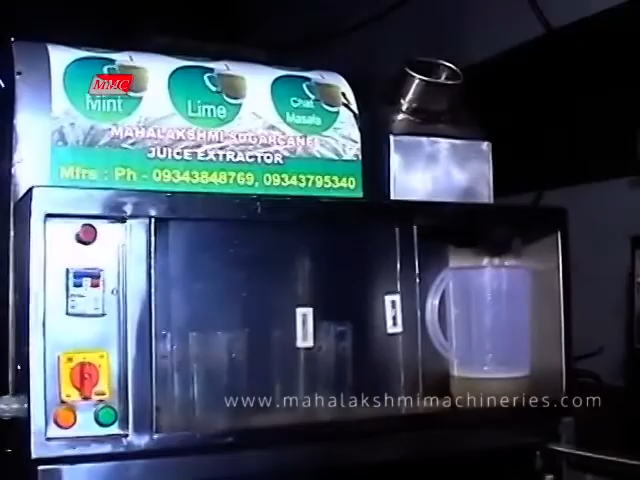 MMC
Mint
Lime
Chat
Masala
MAHALAKSHMI SUGARCANE
JUICE EXTRACTOR
Mfrs : Ph - 09343848769, 09343795340
www.mahalakshmimachineries.com